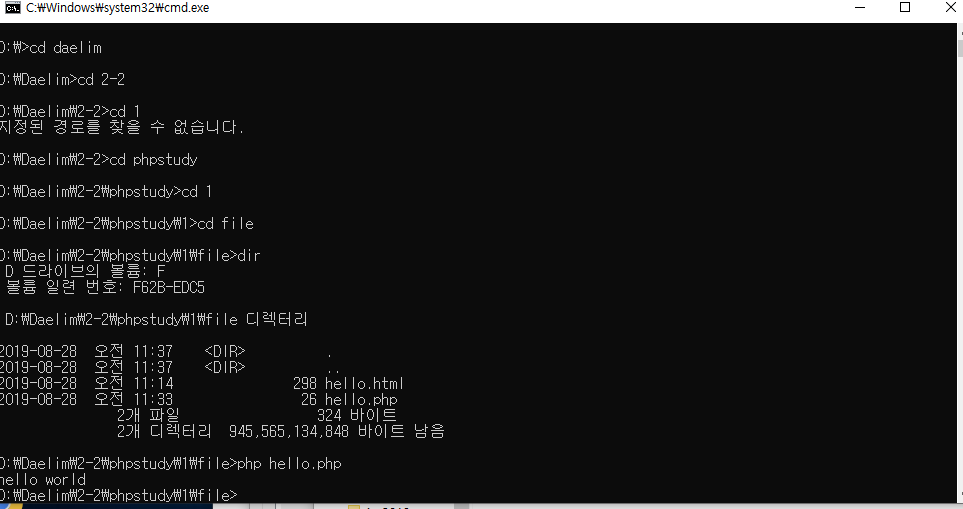 C:\Windows\system32\cmd.exe
D:\>cd daelim
D:\Daelim>cd 2-2
D:\Daelim\2-2>cd 1
지정된 경로를 찾을 수 없습니다.
D:\Daelim\2-2>cd phpstudy
D:\Daelim\2-2\phpstudy>cd 1
D:\Daelim\2-2\phpstudy\1>cd file
D:\Daelim\2-2\phpstudy\1\file>dir
D 드라이브의 볼륨: F
볼륨 일련 번호: F62B-EDC5
D:\Daelim\2-2\phpstudy\1\file 디렉터리
2019-08-28 오전 11:37 <DIR> .
2019-08-28 오전 11:37 <DIR> ..
2019-08-28 오전 11:14 298 hello.html
2019-08-28 오전 11:33 26 hello.php
2개 파일 324 바이트
2개 디렉터리 945,565,134,848 바이트 남음
D:\Daelim\2-2\phpstudy\1\file>php hello.php
hello world
D:\Daelim\2-2\phpstudy\1\file>